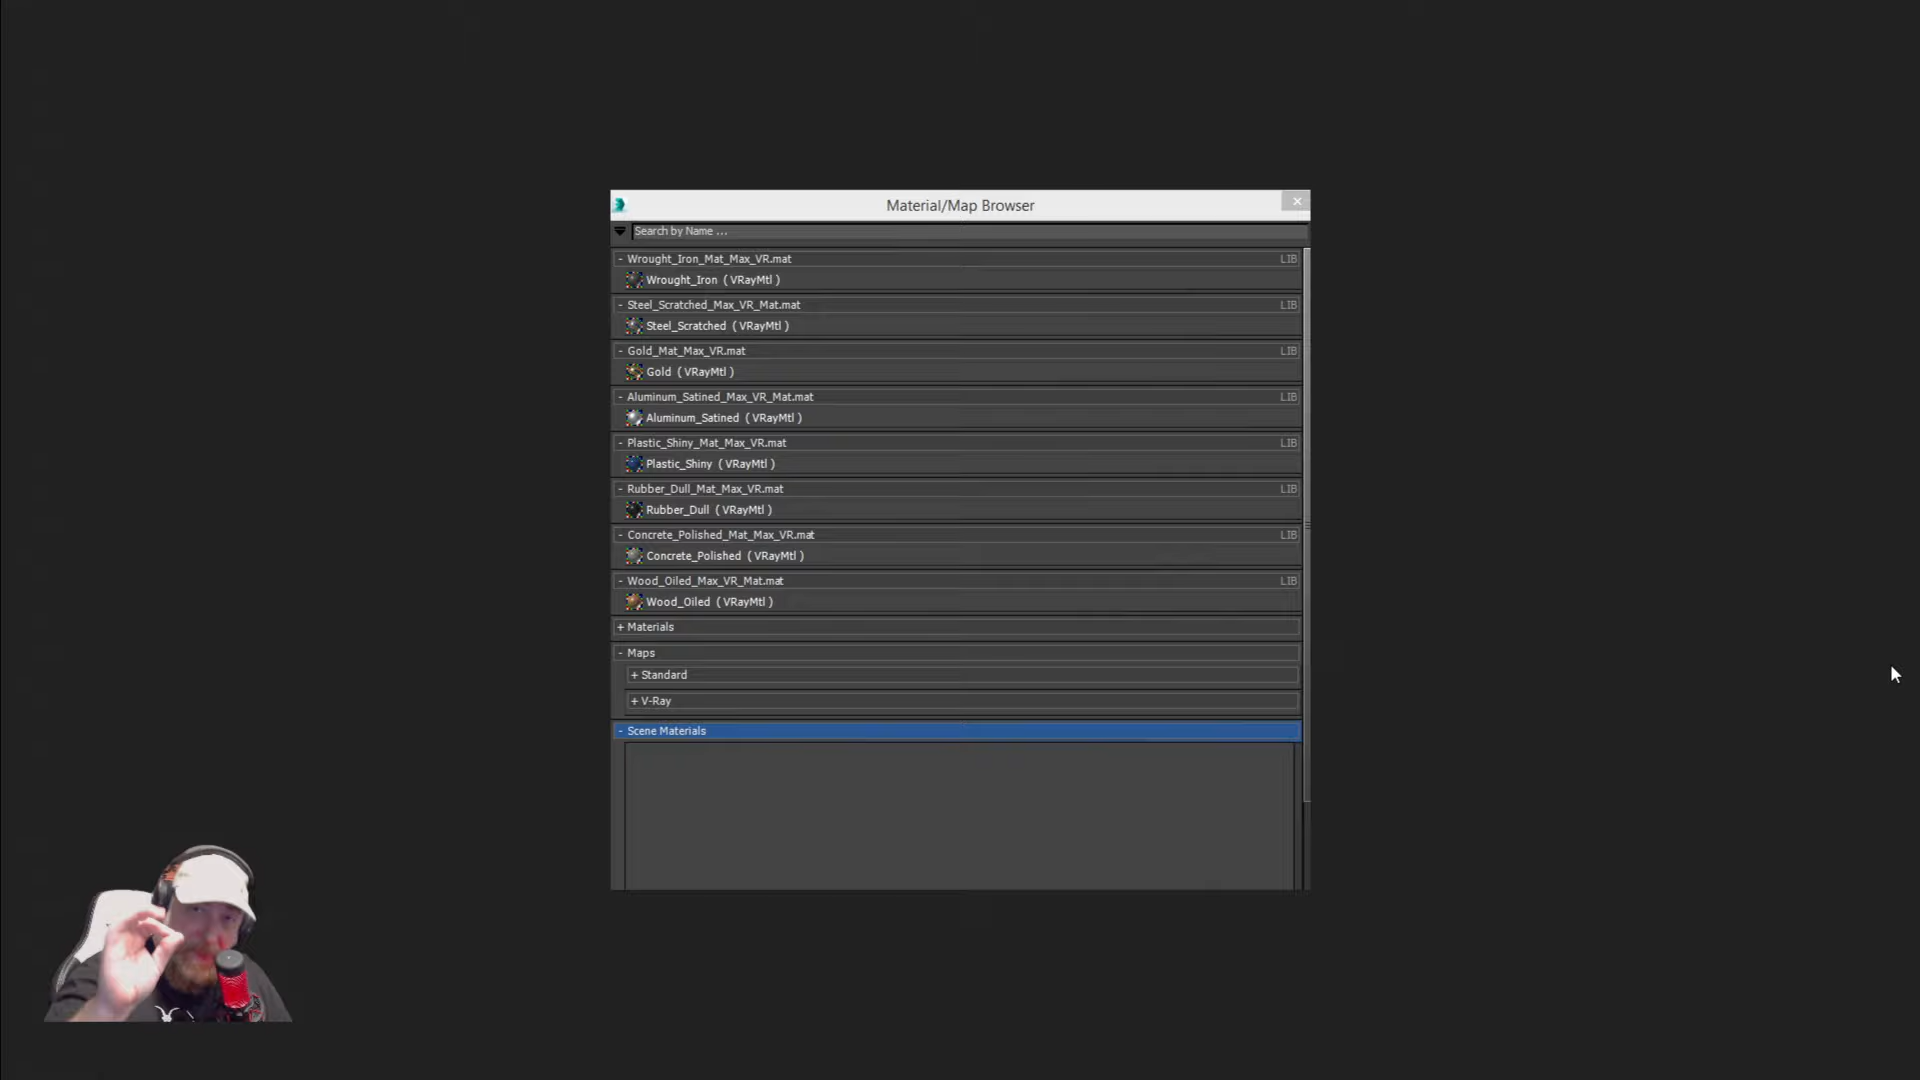 Material/Map Browser
Search by Name ...
- Wrought_Iron_Mat_Max_VR.mat LIB
Wrought_Iron ( VRayMtl )
- Steel_Scratched_Max_VR_Mat.mat LIB
Steel_Scratched ( VRayMtl )
- Gold_Mat_Max_VR.mat LIB
Gold ( VRayMtl )
- Aluminum_Satined_Max_VR_Mat.mat LIB
Aluminum_Satined ( VRayMtl )
- Plastic_Shiny_Mat_Max_VR.mat LIB
Plastic_Shiny ( VRayMtl )
- Rubber_Dull_Mat_Max_VR.mat LIB
Rubber_Dull ( VRayMtl )
- Concrete_Polished_Mat_Max_VR.mat LIB
Concrete_Polished ( VRayMtl )
- Wood_Oiled_Max_VR_Mat.mat LIB
Wood_Oiled ( VRayMtl )
+ Materials
- Maps
+ Standard
+ V-Ray
- Scene Materials